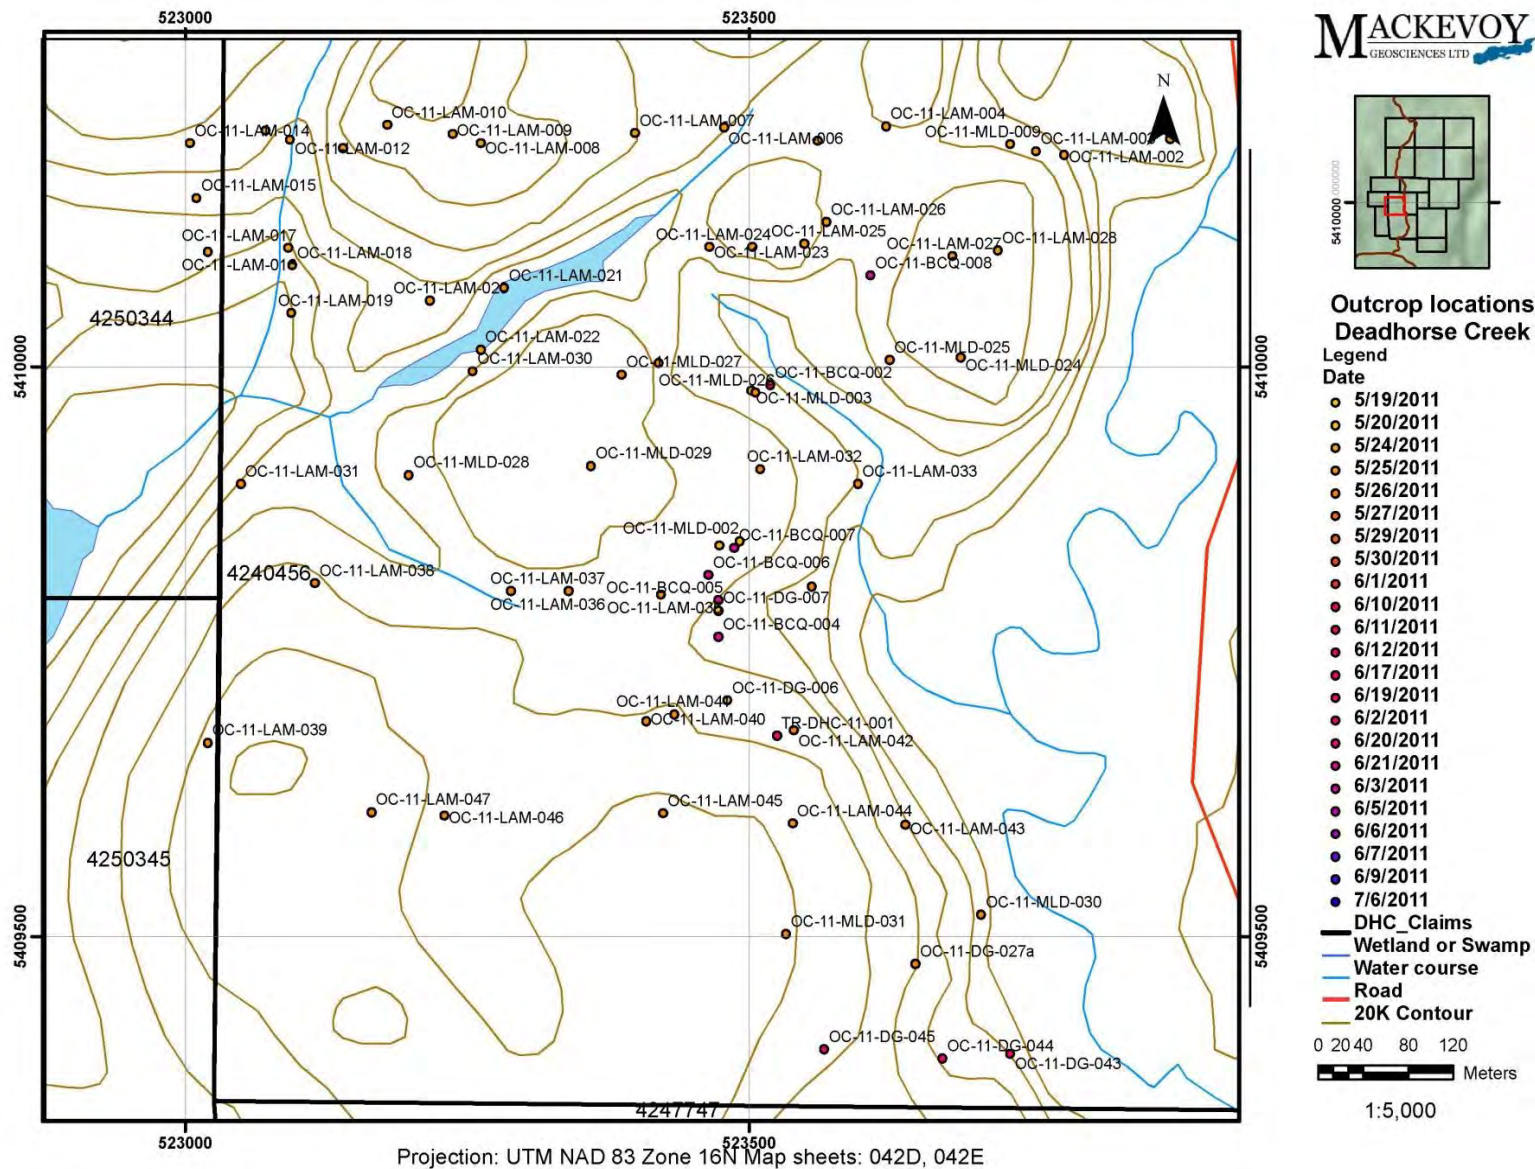 523000
523500
MACKEVOY
GEOSCIENCES LTD
N
OC-11-LAM-010
OC-11-LAM-004
OC-11-LAM-014
OC-11-LAM-009
OC-11-LAM-007
OC-11-MLD-009
OC-11-LAM-003
OC-11-LAM-012
OC-11-LAM-008
OC-11-LAM-006
OC-11-LAM-002
OC-11-LAM-015
OC-11-LAM-026
OC-11-LAM-017
OC-11-LAM-024
OC-11-LAM-025
OC-11-LAM-027
OC-11-LAM-028
OC-11-LAM-018
OC-11-LAM-023
OC-11-BCQ-008
OC-11-LAM-021
OC-11-LAM-019
4250344
OC-11-LAM-022
OC-11-LAM-030
OC-11-MLD-027
OC-11-MLD-025
OC-11-BCQ-002
OC-11-MLD-024
OC-11-MLD-003
5410000
5410000
5410000
OC-11-LAM-031
OC-11-MLD-028
OC-11-MLD-029
OC-11-LAM-032
OC-11-LAM-033
OC-11-MLD-002
OC-11-BCQ-007
OC-11-BCQ-006
4240456
OC-11-LAM-038
OC-11-LAM-037
OC-11-BCQ-005
OC-11-DG-007
OC-11-LAM-036
OC-11-BCQ-004
OC-11-DG-006
OC-11-LAM-040
TR-DHC-11-001
OC-11-LAM-042
OC-11-LAM-039
OC-11-LAM-047
OC-11-LAM-046
OC-11-LAM-045
OC-11-LAM-044
OC-11-LAM-043
4250345
OC-11-MLD-030
OC-11-MLD-031
5409500
5409500
OC-11-DG-027a
OC-11-DG-045
OC-11-DG-044
OC-11-DG-043
4247747
523000
523500
Projection: UTM NAD 83 Zone 16N Map sheets: 042D, 042E
Outcrop locations
Deadhorse Creek
Legend
Date
5/19/2011
5/20/2011
5/24/2011
5/25/2011
5/26/2011
5/27/2011
5/29/2011
5/30/2011
6/1/2011
6/10/2011
6/11/2011
6/12/2011
6/17/2011
6/19/2011
6/2/2011
6/20/2011
6/21/2011
6/3/2011
6/5/2011
6/6/2011
6/7/2011
6/9/2011
7/6/2011
DHC_Claims
Wetland or Swamp
Water course
Road
20K Contour
0 20 40 80 120
Meters
1:5,000